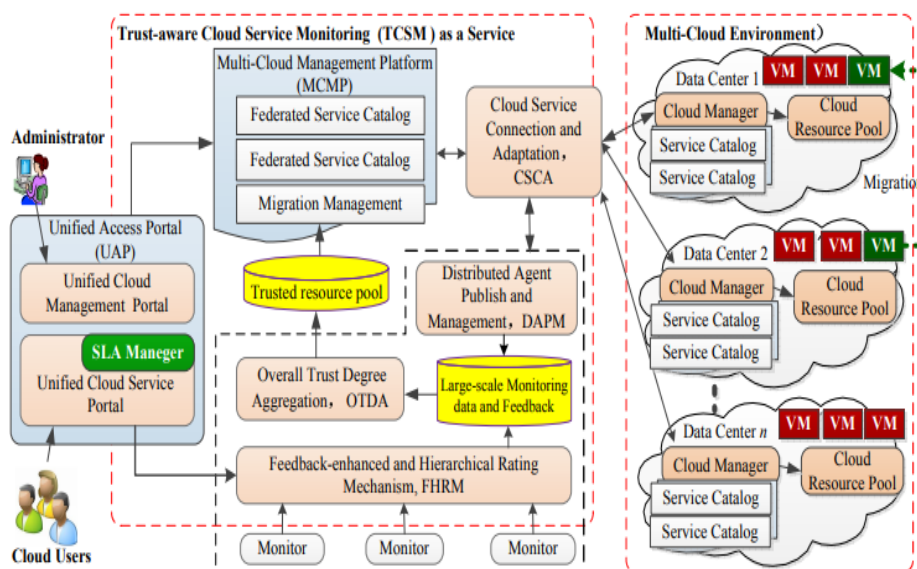 Trust-aware Cloud Service Monitoring (TCSM ) as a Service
Multi-Cloud Management Platform
(MCMP)
Federated Service Catalog
Federated Service Catalog
Migration Management
Cloud Service
Connection and
Adaptation,
CSCA
Administrator
Unified Access Portal
(UAP)
Unified Cloud
Management Portal
SLA Maneger
Unified Cloud Service
Portal
Cloud Users
Trusted resource pool
Distributed Agent
Publish and
Management, DAPM
Overall Trust Degree
Aggregation, OTDA
Large-scale Monitoring
data and Feedback
Feedback-enhanced and Hierarchical Rating
Mechanism, FHRM
Monitor
Monitor
Monitor
Multi-Cloud Environment）
Data Center 1
VM
VM
VM
Cloud Manager
Cloud
Resource Pool
Service Catalog
Service Catalog
Migration
Data Center 2
VM
VM
VM
Cloud Manager
Cloud
Resource Pool
Service Catalog
Service Catalog
Data Center n
VM
VM
VM
Cloud Manager
Cloud
Resource Pool
Service Catalog
Service Catalog